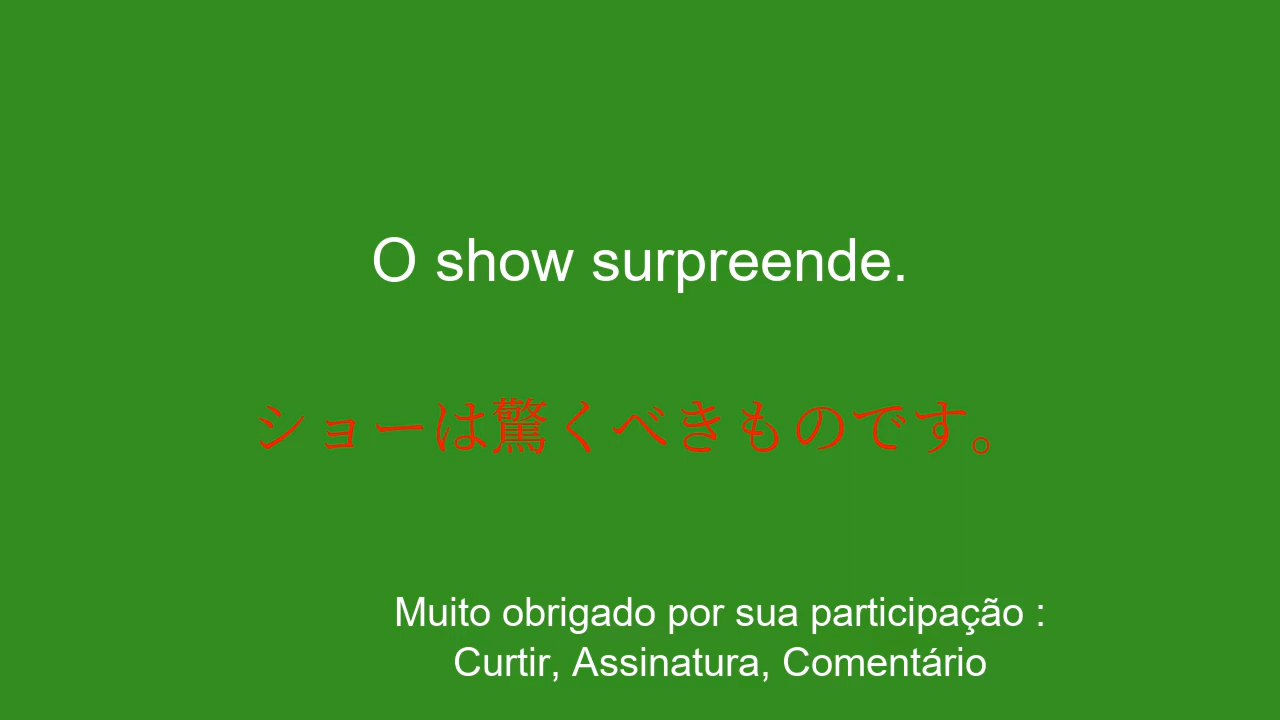 O show surpreende.
ショーは驚くべきものです。
Muito obrigado por sua participação :
Curtir, Assinatura, Comentário